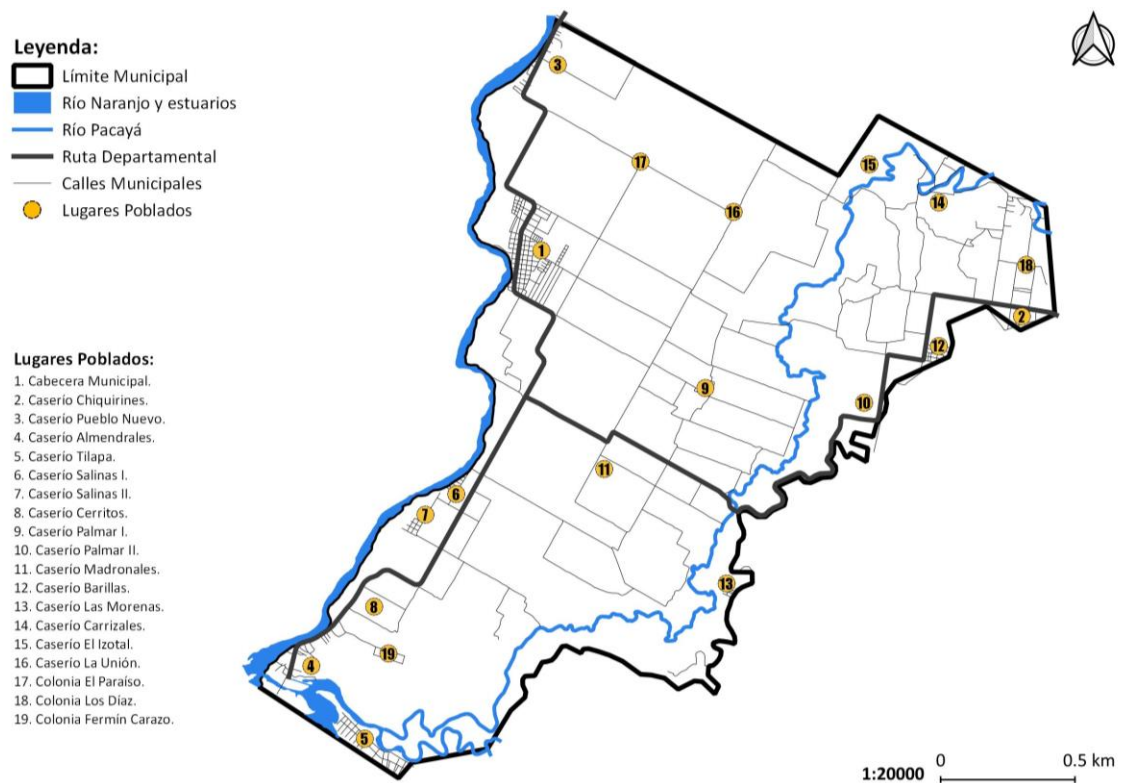 Leyenda:
Límite Municipal
Río Naranjo y estuarios
Río Pacayá
Ruta Departamental
Calles Municipales
Lugares Poblados
Lugares Poblados:
1. Cabecera Municipal.
2. Caserío Chiquirines.
3. Caserío Pueblo Nuevo.
4. Caserío Almendrales.
5. Caserío Tilapa.
6. Caserío Salinas I.
7. Caserío Salinas II.
8. Caserío Cerritos.
9. Caserío Palmar I.
10. Caserío Palmar II.
11. Caserío Madronales.
12. Caserío Barillas.
13. Caserío Las Morenas.
14. Caserío Carrizales.
15. Caserío El Izotal.
16. Caserío La Unión.
17. Colonia El Paraíso.
18. Colonia Los Díaz.
19. Colonia Fermín Carazo.
3
17
15
14
16
1
18
2
12
9
10
11
6
7
13
8
19
4
5
1:20000
0
0.5 km